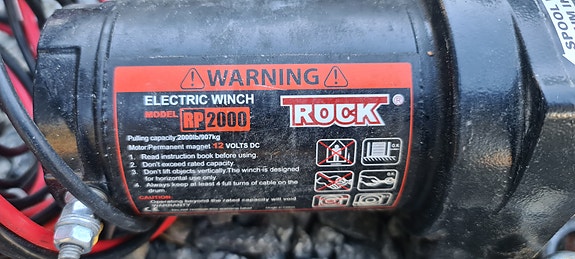 WARNING
ELECTRIC WINCH
MODEL RP2000
TROCK ®
Pulling capacity:2000lb/907kg
Motor:Permanent magnet 12 VOLTS DC
1. Read instruction book before using.
2. Don't exceed rated capacity.
3. Don't lift objects vertically.The winch is designed
for horizontal use only.
4. Always keep at least 4 full turns of cable on the
drum.
CAUTION
Operating beyond the rated capacity will void
WARRANTY
SPOOL